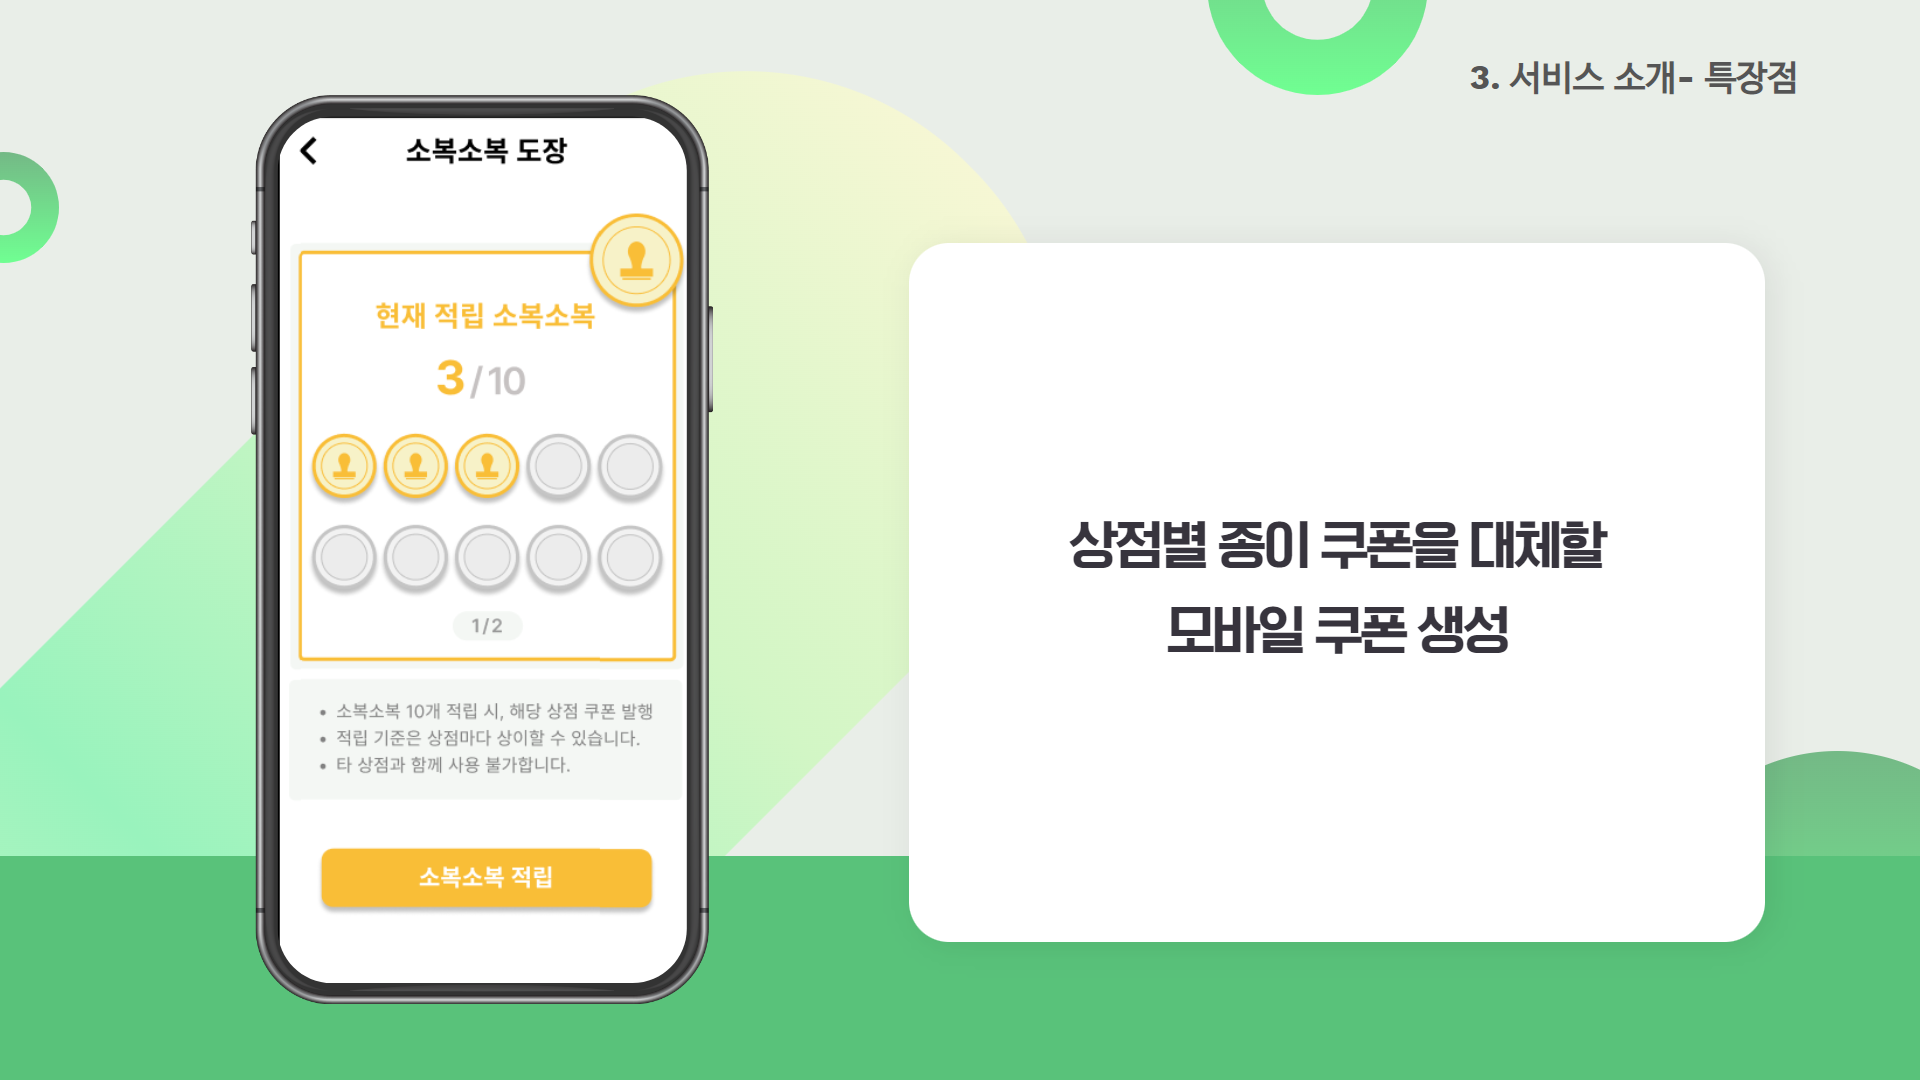 3. 서비스 소개- 특장점
소복소복 도장
현재 적립 소복소복
3/10
1/2
• 소복소복 10개 적립 시, 해당 상점 쿠폰 발행
• 적립 기준은 상점마다 상이할 수 있습니다.
• 타 상점과 함께 사용 불가합니다.
소복소복 적립
상점별 종이 쿠폰을 대체할
모바일 쿠폰 생성